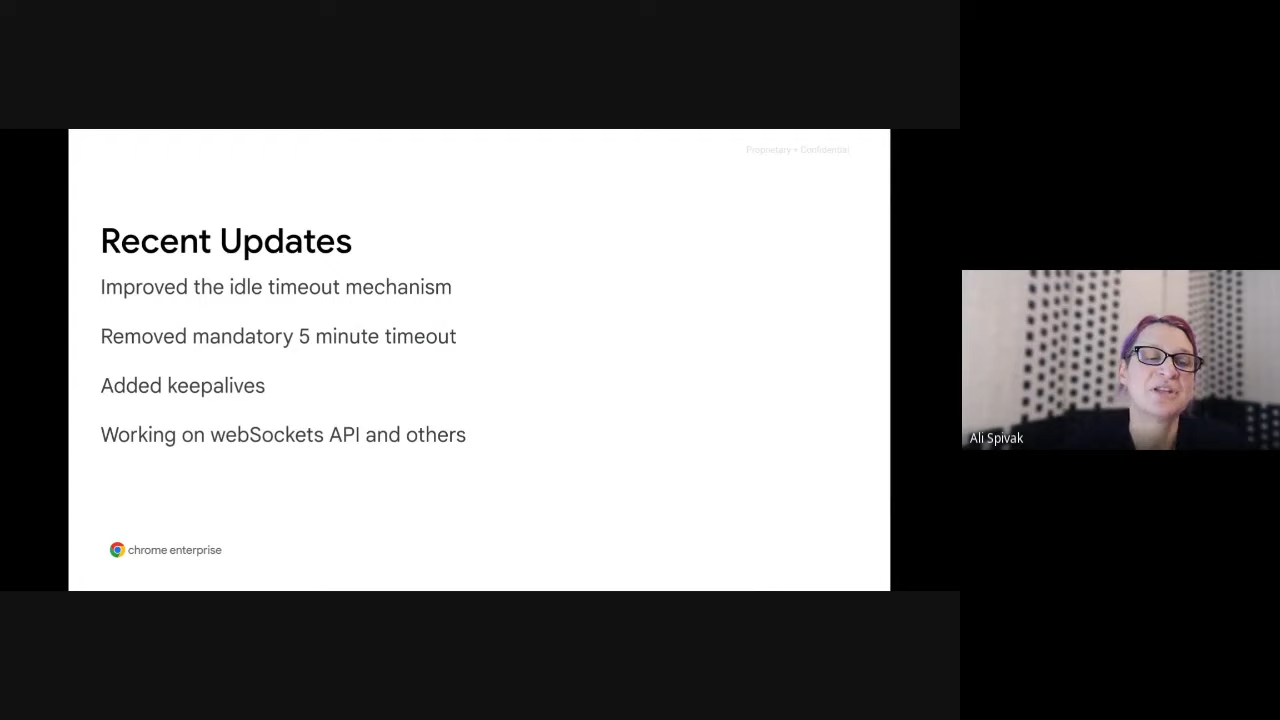 Proprietary + Confidential
Recent Updates
Improved the idle timeout mechanism
Removed mandatory 5 minute timeout
Added keepalives
Working on webSockets API and others
chrome enterprise
Ali Spivak